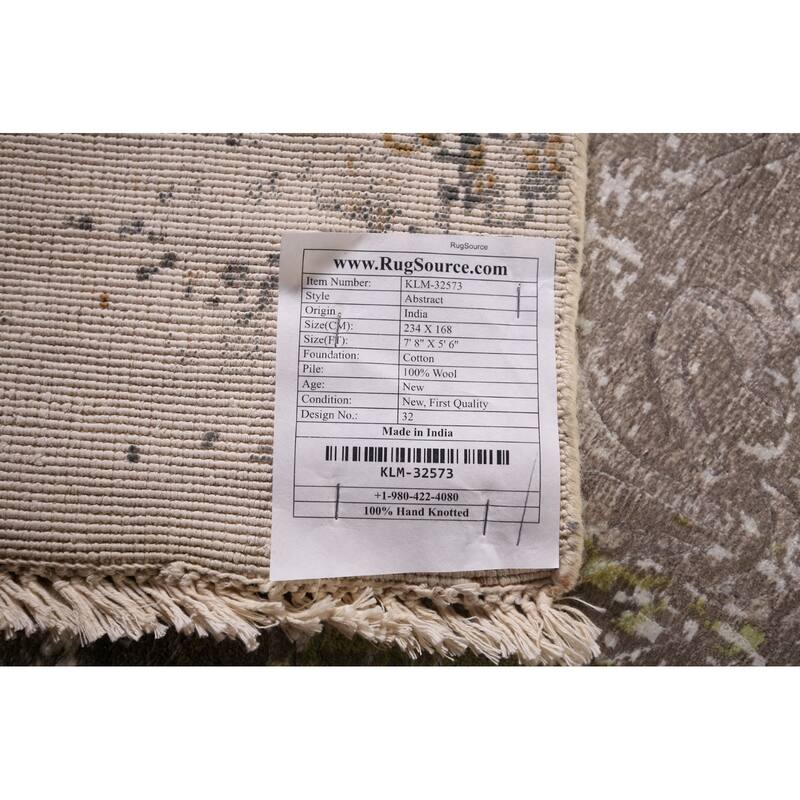 RugSource
www.RugSource.com
Item Number: KLM-32573
Style Abstract
Origin India
Size(CM): 234 X 168
Size(FT): 7' 8" X 5' 6"
Foundation: Cotton
Pile: 100% Wool
Age: New
Condition: New, First Quality
Design No.: 32
Made in India
KLM-32573
+1-980-422-4080
100% Hand Knotted